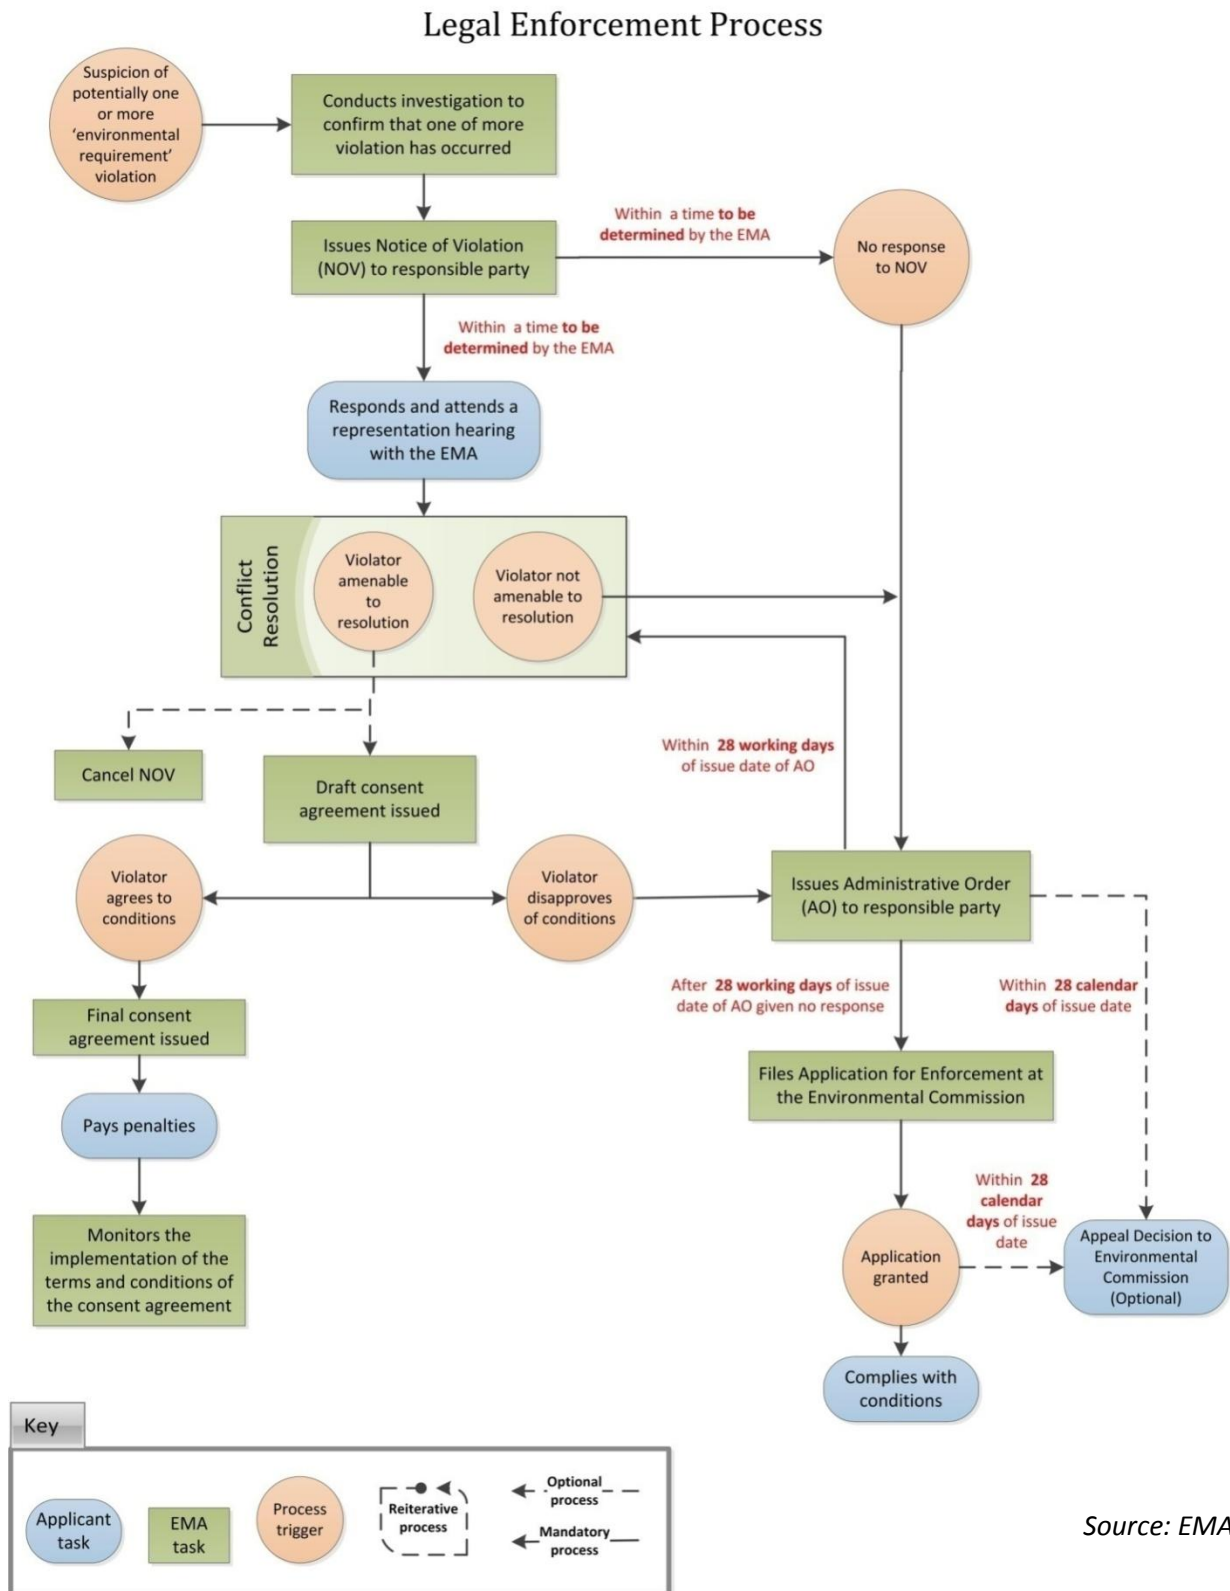 Legal Enforcement Process
Suspicion of
potentially one
or more
‘environmental
requirement’
violation
Conducts investigation to
confirm that one of more
violation has occurred
Issues Notice of Violation
(NOV) to responsible party
Within a time to be
determined by the EMA
No response
to NOV
Within a time to be
determined by the EMA
Responds and attends a
representation hearing
with the EMA
Conflict
Resolution
Violator
amenable
to
resolution
Violator not
amenable to
resolution
Cancel NOV
Draft consent
agreement issued
Within 28 working days
of issue date of AO
Violator
agrees to
conditions
Violator
disapproves
of conditions
Issues Administrative Order
(AO) to responsible party
Final consent
agreement issued
After 28 working days of issue
date of AO given no response
Within 28 calendar
days of issue date
Files Application for Enforcement at
the Environmental Commission
Pays penalties
Monitors the
implementation of the
terms and conditions of
the consent agreement
Within 28
calendar
days of issue
date
Application
granted
Appeal Decision to
Environmental
Commission
(Optional)
Complies with
conditions
Key
Applicant
task
EMA
task
Process
trigger
Reiterative
process
Optional
process
Mandatory
process
Source: EMA